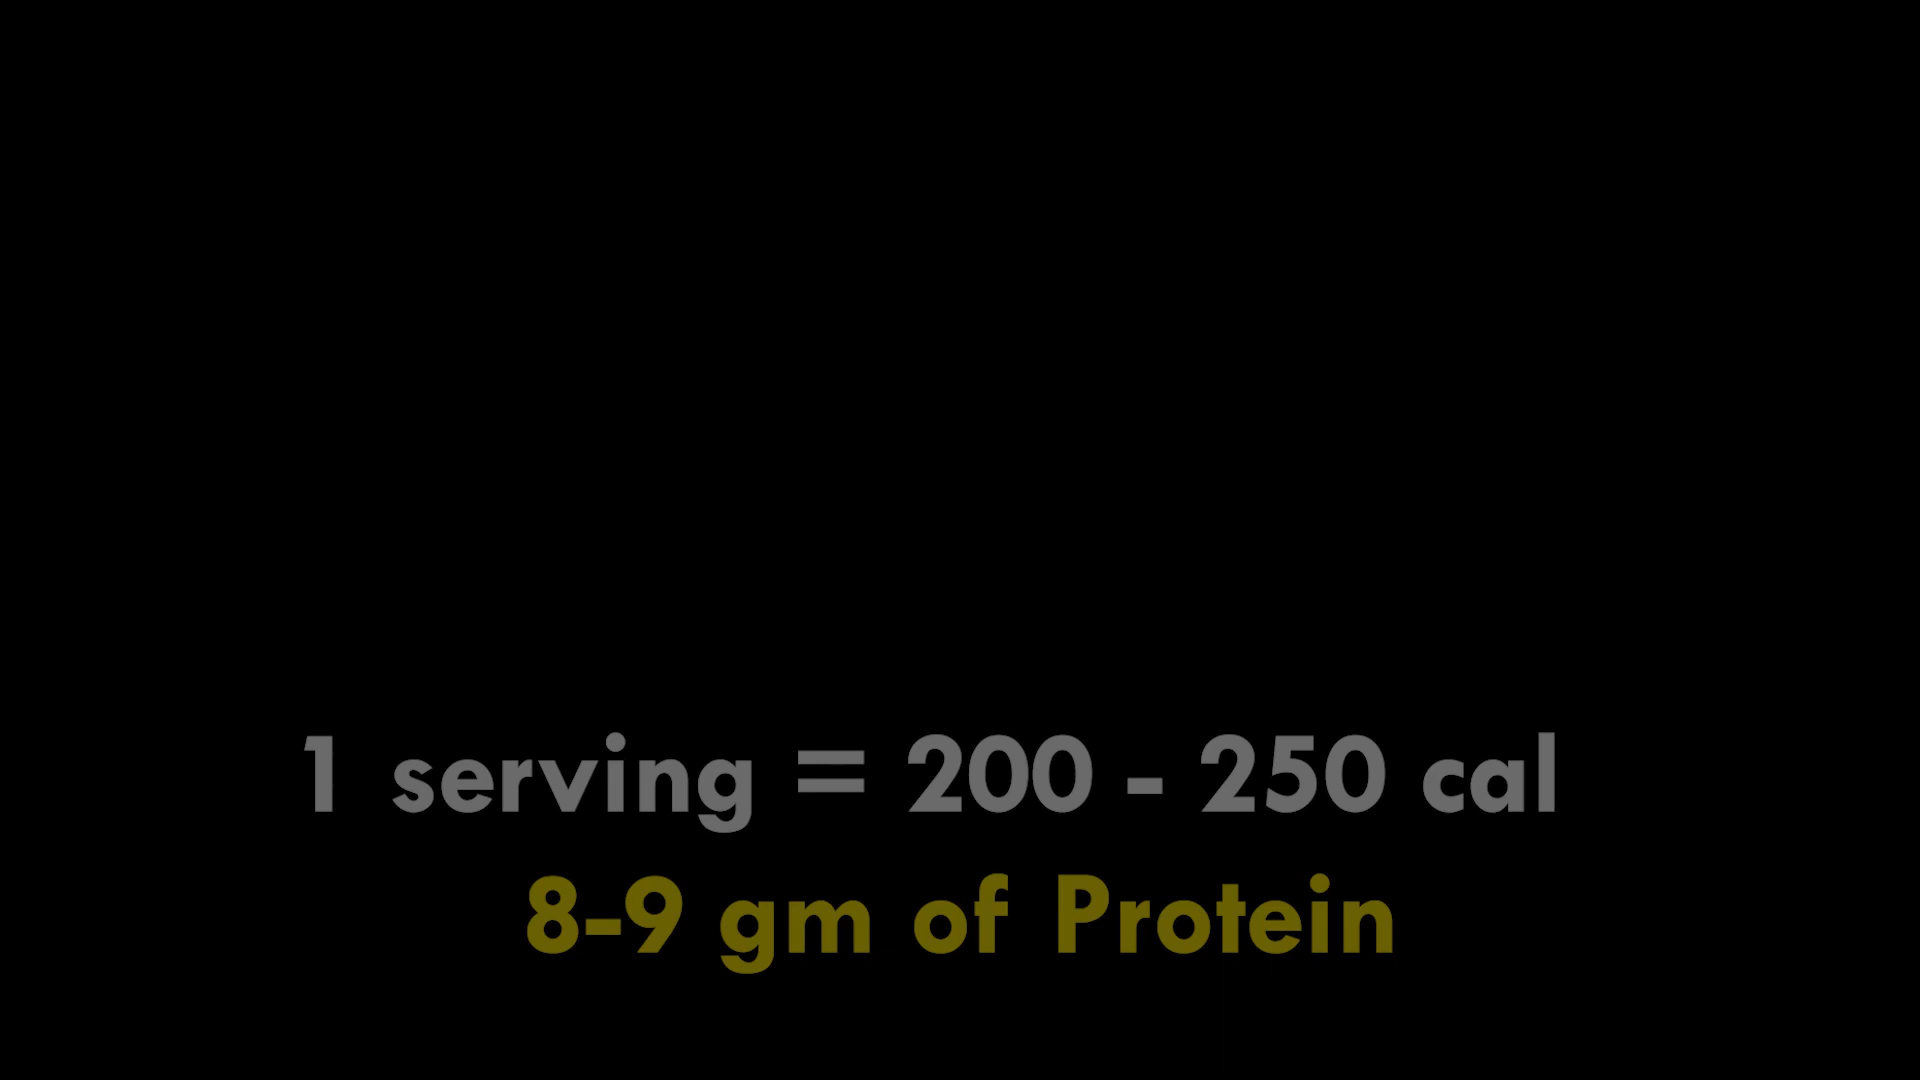 1 serving = 200 - 250 cal
8-9 gm of Protein